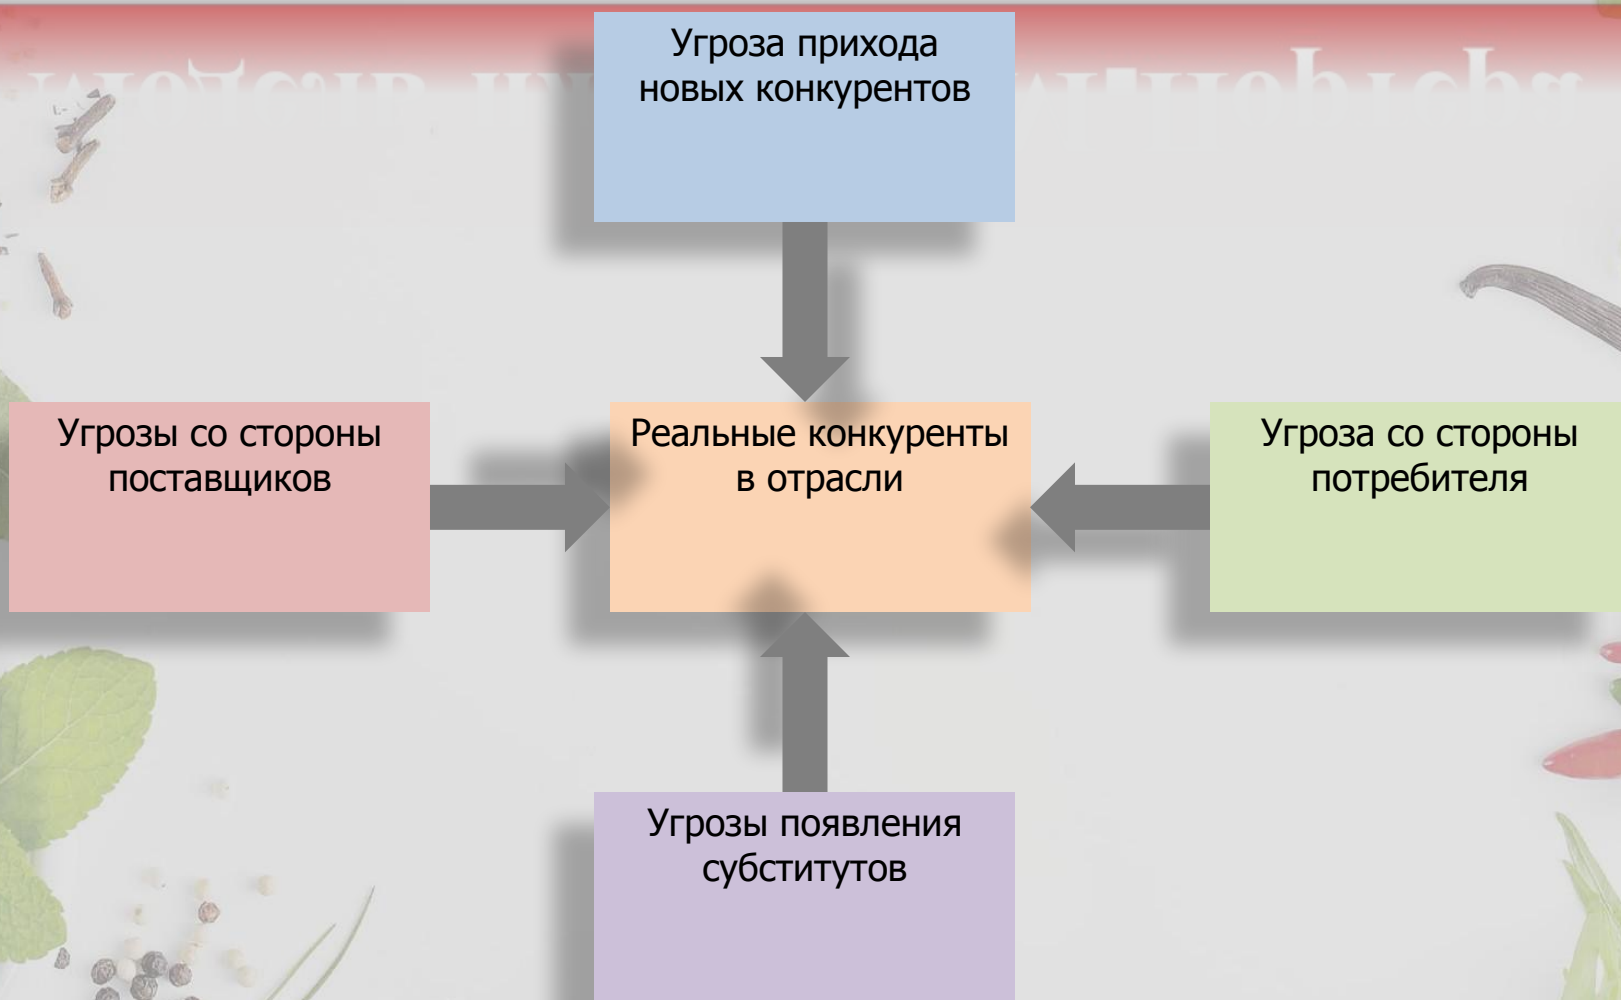 Угроза прихода
новых конкурентов
Угрозы со стороны
поставщиков
Реальные конкуренты
в отрасли
Угроза со стороны
потребителя
Угрозы появления
субститутов